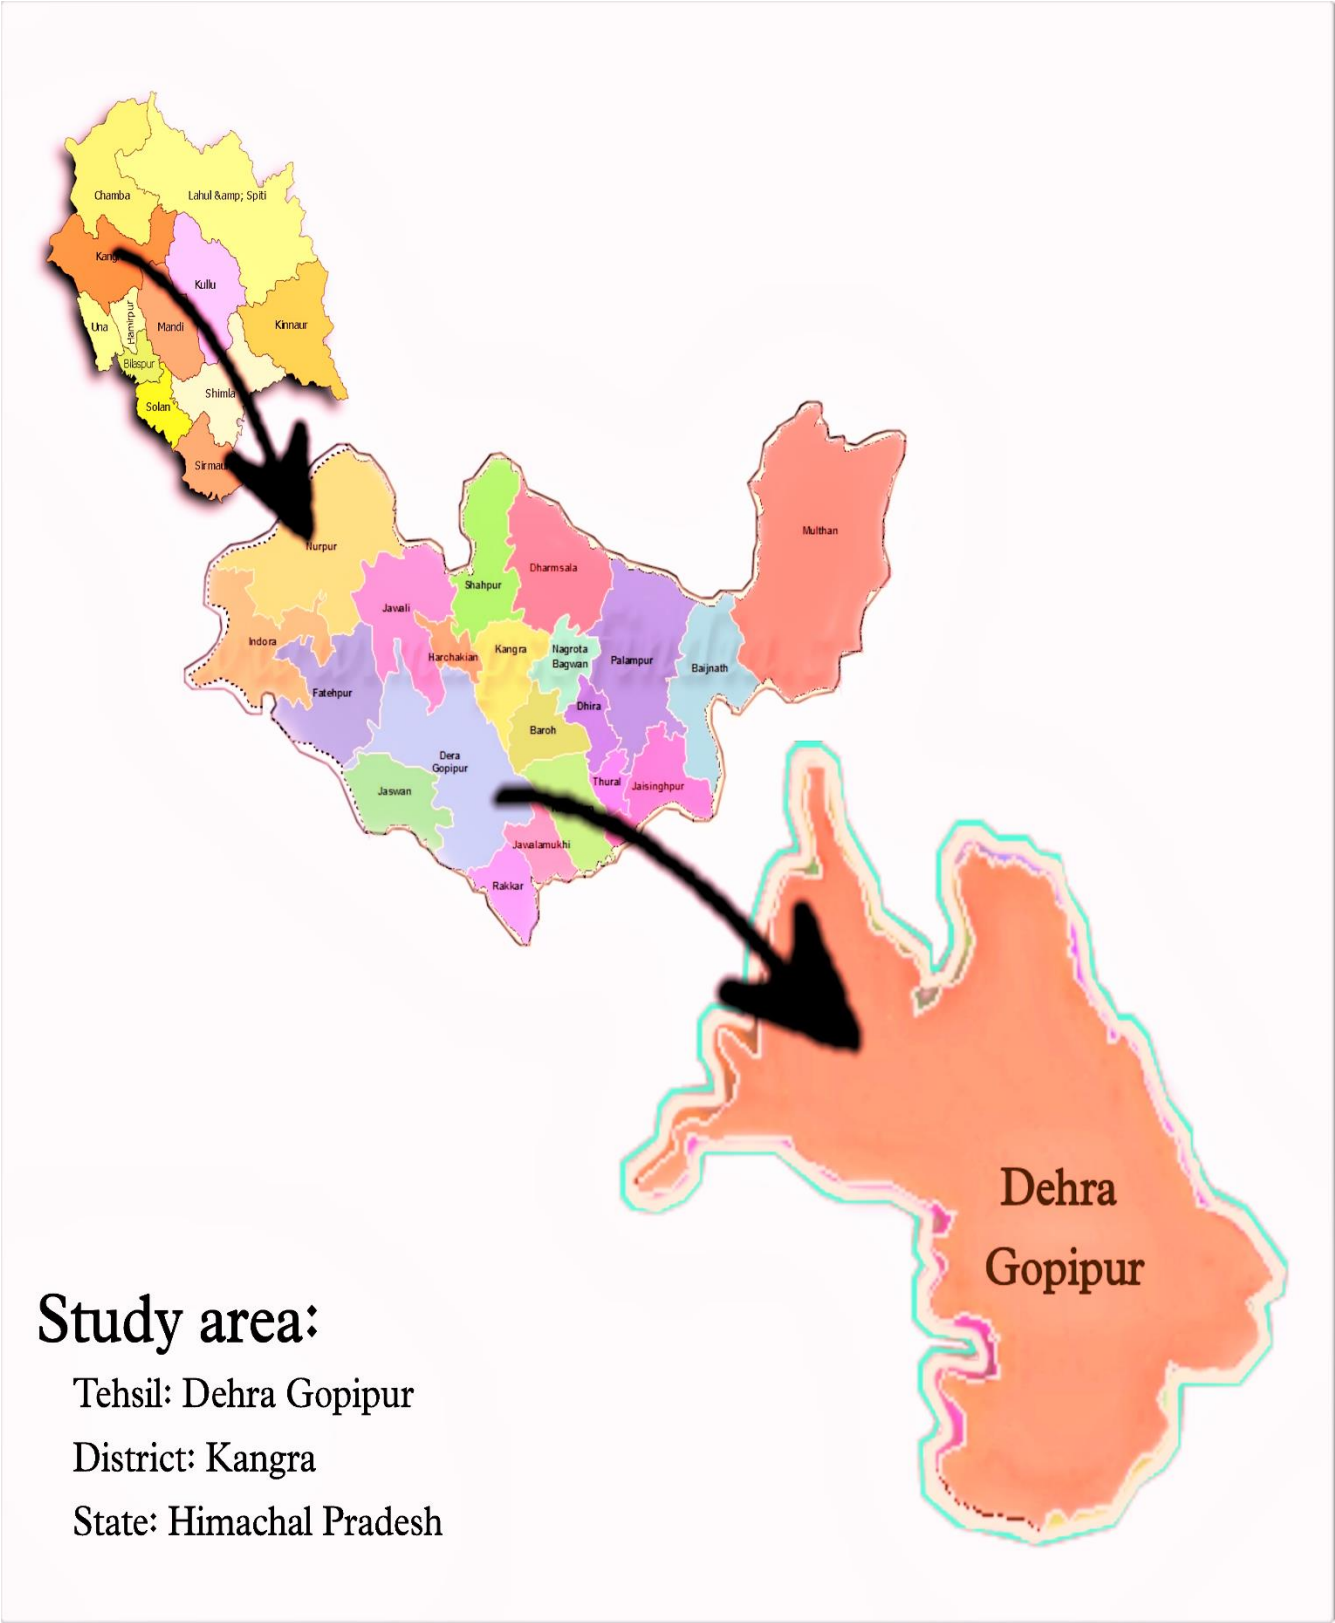 Chamba
Lahul &amp; Spiti
Kullu
Una
Hamirpur
Mandi
Kinnaur
Bilaspur
Shimla
Solan
Nurpur
Multhan
Dharmsala
Shahpur
Jawali
Indora
Harchakian
Kangra
Nagrota
Bagwan
Palampur
Baijnath
Fatehpur
Dhira
Baroh
Dera
Gopipur
Thural
Jaisinghpur
Jaswan
Jawalamukhi
Rakkar
Dehra
Gopipur
Study area:
Tehsil: Dehra Gopipur
District: Kangra
State: Himachal Pradesh